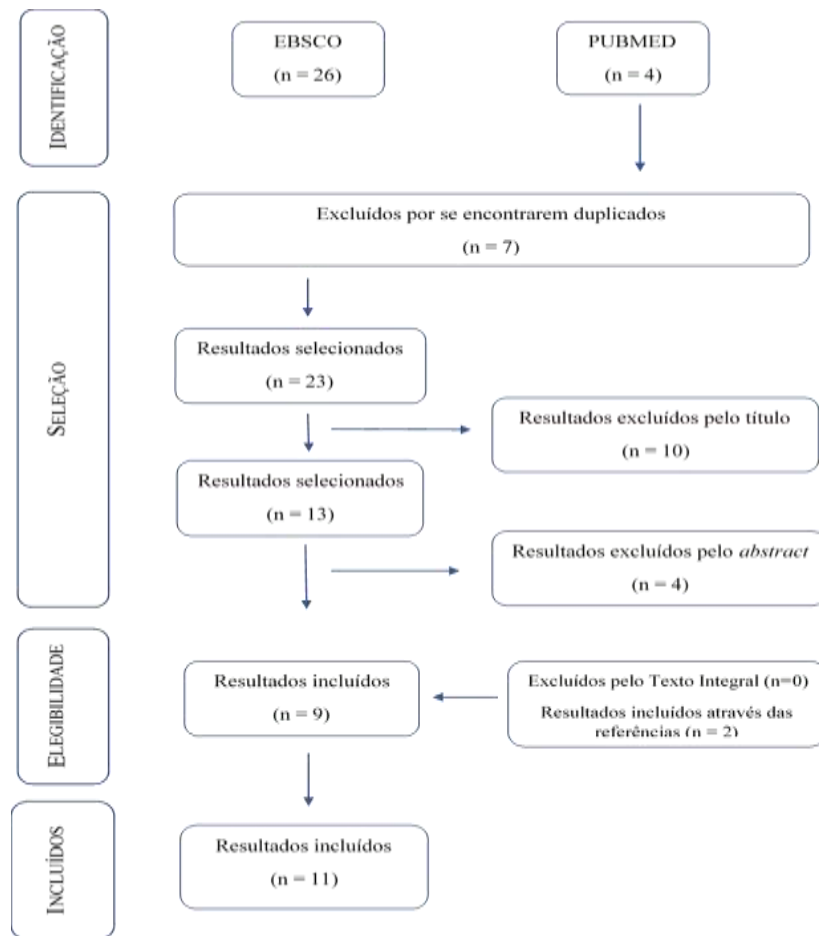 IDENTIFICAÇÃO
EBSCO
(n = 26)
PUBMED
(n = 4)
SELEÇÃO
Excluídos por se encontrarem duplicados
(n = 7)
Resultados selecionados
(n = 23)
Resultados excluídos pelo título
(n = 10)
Resultados selecionados
(n = 13)
Resultados excluídos pelo abstract
(n = 4)
ELEGIBILIDADE
Resultados incluídos
(n = 9)
Excluídos pelo Texto Integral (n=0)
Resultados incluídos através das
referências (n = 2)
INCLUÍDOS
Resultados incluídos
(n = 11)